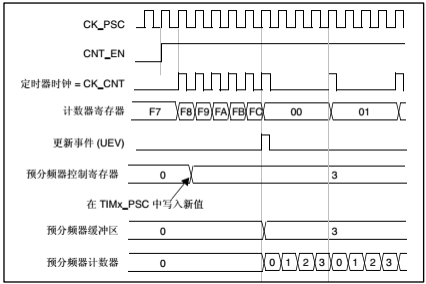 CK_PSC
CNT_EN
定时器时钟 = CK_CNT
计数器寄存器 F7 F8 F9 FA FB FC 00 01
更新事件 (UEV)
预分频器控制寄存器 0 3
在 TIMx_PSC 中写入新值
预分频器缓冲区 0 3
预分频器计数器 0 0 1 2 3 0 1 2 3